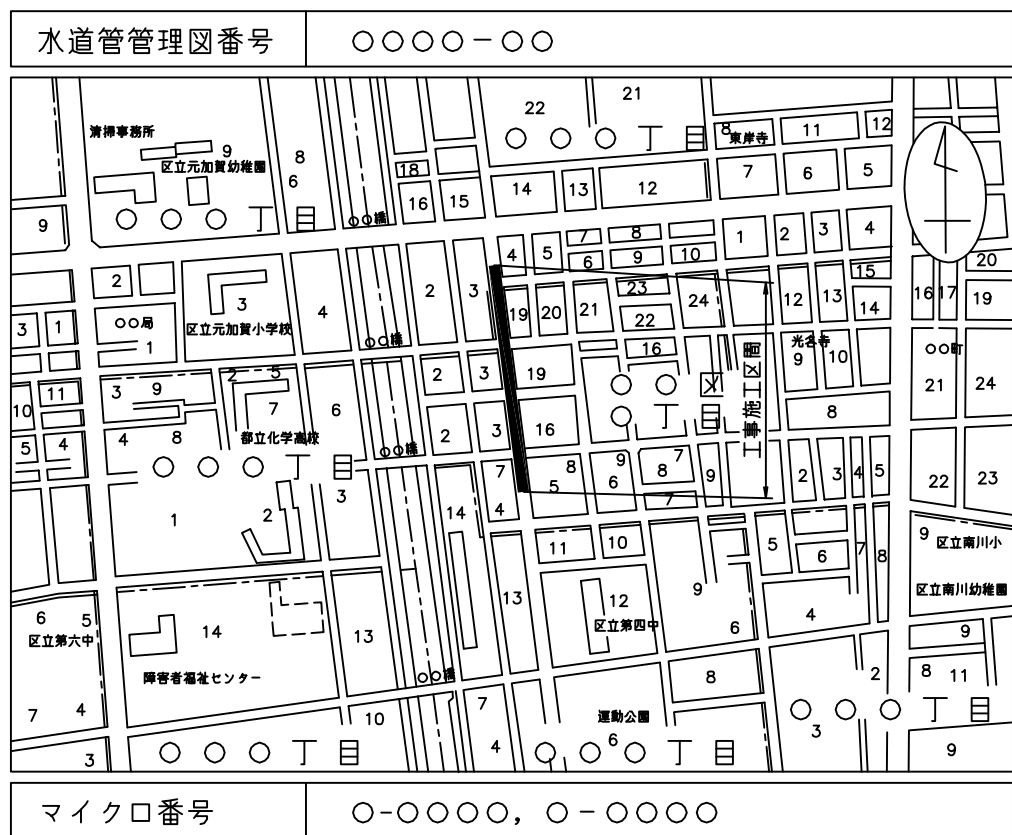 水道管管理図番号 ○○○○-○○
22 21
清掃事務所 8 11 12
○ ○ ○ 丁 目 東岸寺
9 8
区立元加賀幼稚園 18 7 6 5
6 14 13 12
16 15
○ ○ ○ 丁 目 ○○橋
9 7 8 1 2 3 4
4 5 6 9 10
2 15 20
2 3 23 12 13 16 17 19
3 4 19 20 21 24 14
3 1 ○○局 区立元加賀小学校 22
1 ○○橋 16 光名寺 ○○町
2 5 2 3 19 9 10 21 24
11 3 9 ○ ○ ㄨ
10 7 6 ○ 丁 目 8
工事施工区間
5 4 4 8 都立化学高校 2 3 16
○○橋
○ ○ ○ 丁 目 7 8 9 7 9 2 3 4 5
3 5 6 8 22 23
1 2 14 4 7
11 10 5 6 7 8 9 区立南川小
6 5 13 12 9 区立南川幼稚園
区立第六中 14 13 区立第四中 6 4 9
障害者福祉センター ○○橋 8 2 8 11
7 4 10 7 運動公園 ○ ○ ○ 丁 目
3 ○ ○ ○ 丁 目 4 6 3 9
○ ○ ○ 丁 目
マイクロ番号 ○-○○○○, ○-○○○○